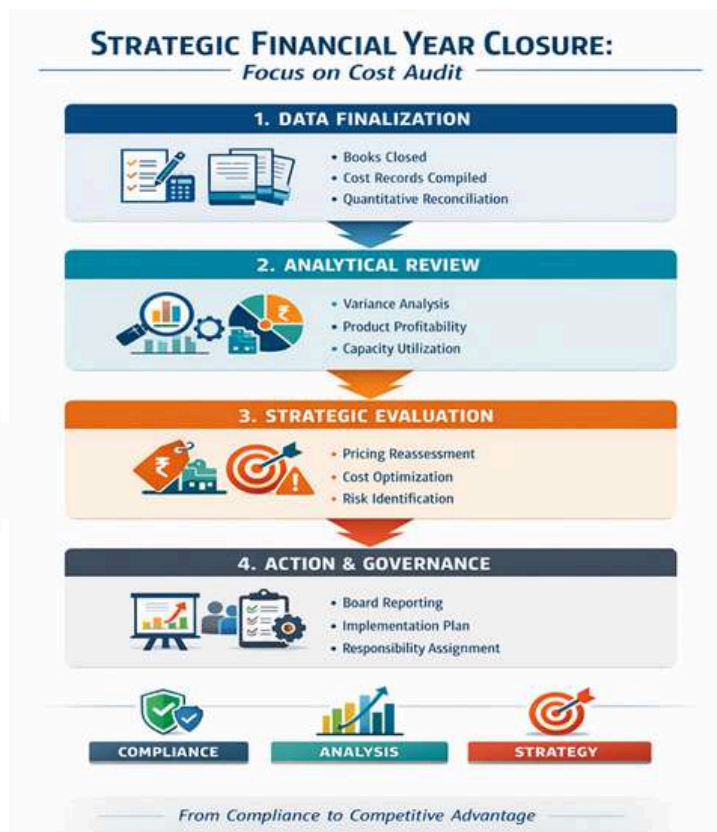 STRATEGIC FINANCIAL YEAR CLOSURE:
Focus on Cost Audit
1. DATA FINALIZATION
• Books Closed
• Cost Records Compiled
• Quantitative Reconciliation
2. ANALYTICAL REVIEW
₹
• Variance Analysis
• Product Profitability
• Capacity Utilization
3. STRATEGIC EVALUATION
₹
!
• Pricing Reassessment
• Cost Optimization
• Risk Identification
4. ACTION & GOVERNANCE
• Board Reporting
• Implementation Plan
• Responsibility Assignment
COMPLIANCE
ANALYSIS
STRATEGY
From Compliance to Competitive Advantage